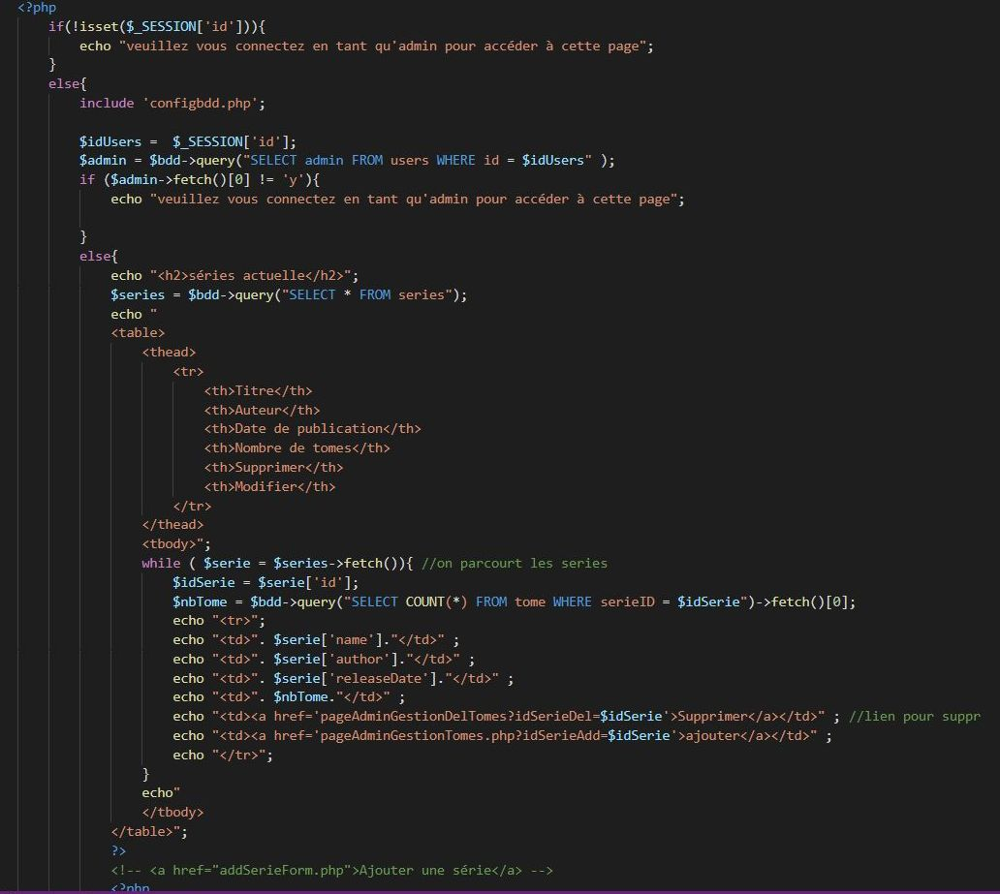 <?php
if(!isset($_SESSION['id'])){
echo "veuillez vous connectez en tant qu'admin pour accéder à cette page";
}
else{
include 'configbdd.php';
$idUsers =  $_SESSION['id'];
$admin = $bdd->query("SELECT admin FROM users WHERE id = $idUsers" );
if ($admin->fetch()[0] != 'y'){
echo "veuillez vous connectez en tant qu'admin pour accéder à cette page";
}
else{
echo "<h2>séries actuelle</h2>";
$series = $bdd->query("SELECT * FROM series");
echo "
<table>
<thead>
<tr>
<th>Titre</th>
<th>Auteur</th>
<th>Date de publication</th>
<th>Nombre de tomes</th>
<th>Supprimer</th>
<th>Modifier</th>
</tr>
</thead>
<tbody>";
while ( $serie = $series->fetch()){ //on parcourt les series
$idSerie = $serie['id'];
$nbTome = $bdd->query("SELECT COUNT(*) FROM tome WHERE serieID = $idSerie")->fetch()[0];
echo "<tr>";
echo "<td>". $serie['name']."</td>" ;
echo "<td>". $serie['author']."</td>" ;
echo "<td>". $serie['releaseDate']."</td>" ;
echo "<td>". $nbTome."</td>" ;
echo "<td><a href='pageAdminGestionDelTomes?idSerieDel=$idSerie'>Supprimer</a></td>" ; //lien pour suppr
echo "<td><a href='pageAdminGestionTomes.php?idSerieAdd=$idSerie'>ajouter</a></td>" ;
echo "</tr>";
}
echo"
</tbody>
</table>";
?>
<!-- <a href="addSerieForm.php">Ajouter une série</a> -->
<?php